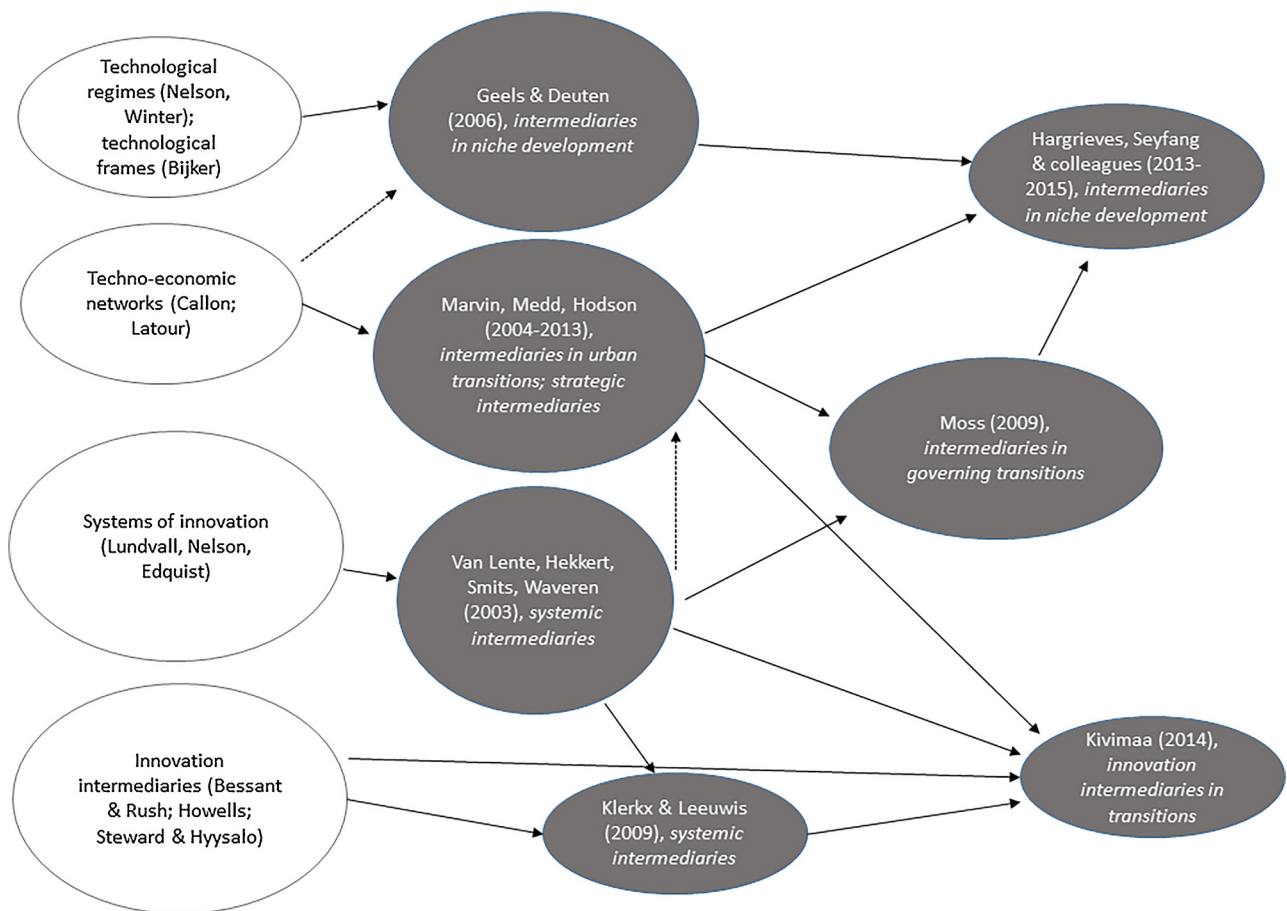 Technological
regimes (Nelson,
Winter);
technological
frames (Bijker)
Geels & Deuten
(2006), intermediaries
in niche development
Hargrieves, Seyfang
& colleagues (2013-
2015), intermediaries
in niche development
Techno-economic
networks (Callon;
Latour)
Marvin, Medd, Hodson
(2004-2013),
intermediaries in urban
transitions; strategic
intermediaries
Moss (2009),
intermediaries in
governing transitions
Systems of innovation
(Lundvall, Nelson,
Edquist)
Van Lente, Hekkert,
Smits, Waveren
(2003), systemic
intermediaries
Innovation
intermediaries (Bessant
& Rush; Howells;
Steward & Hyysalo)
Klerkx & Leeuwis
(2009), systemic
intermediaries
Kivimaa (2014),
innovation
intermediaries in
transitions